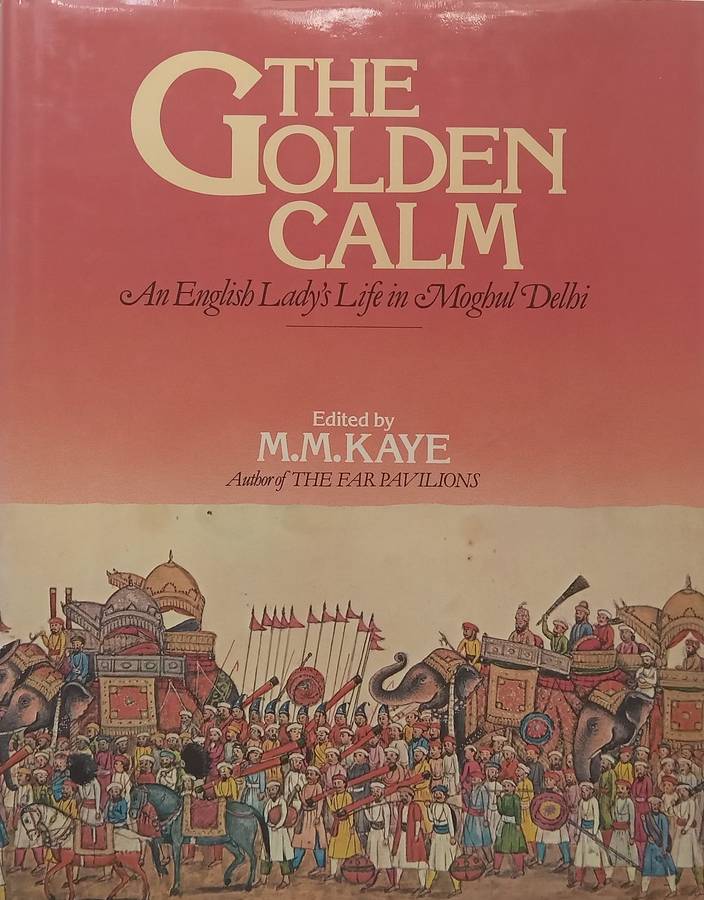 THE
GOLDEN
CALM
An English Lady's Life in Moghul Delhi
Edited by
M.M. KAYE
Author of THE FAR PAVILIONS